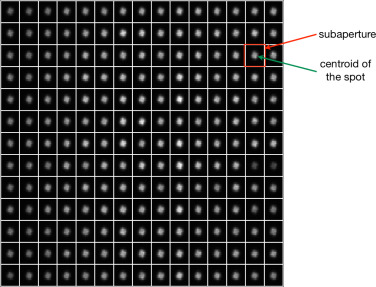 subaperture
centroid of
the spot